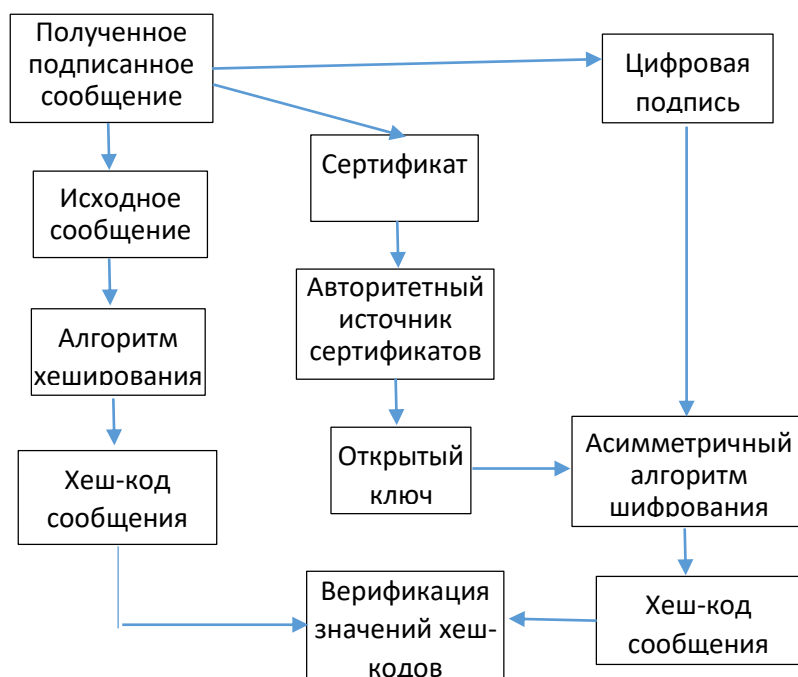 Полученное
подписанное
сообщение
Цифровая
подпись
Сертификат
Исходное
сообщение
Авторитетный
источник
сертификатов
Алгоритм
хеширования
Открытый
ключ
Асимметричный
алгоритм
шифрования
Хеш-код
сообщения
Верификация
значений хеш-
кодов
Хеш-код
сообщения